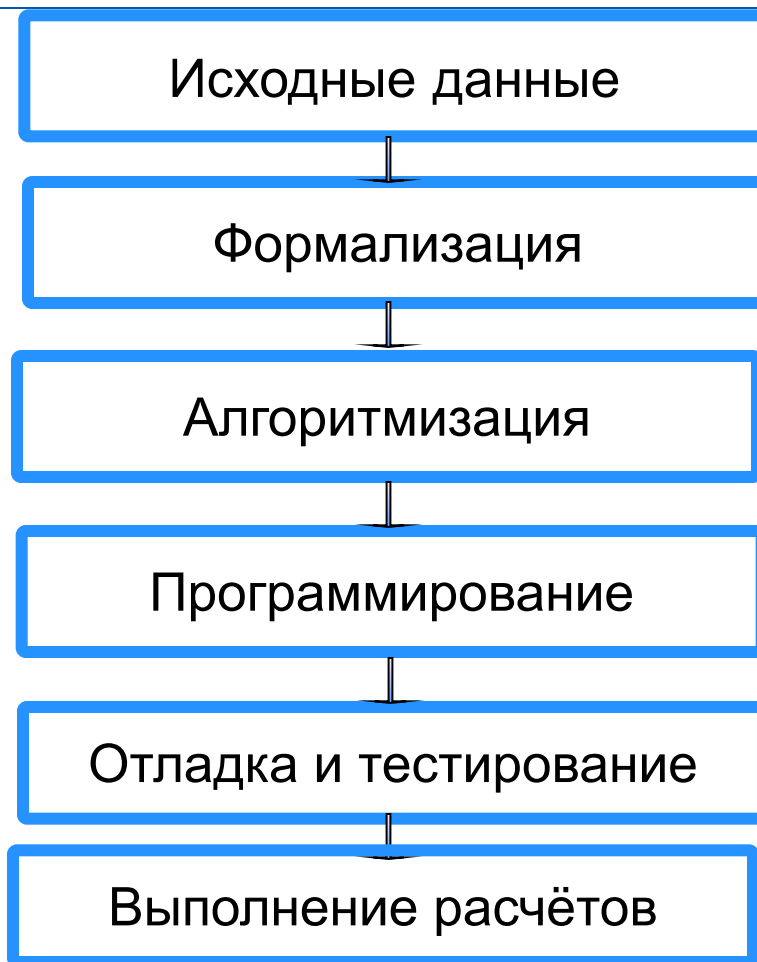 Исходные данные
Формализация
Алгоритмизация
Программирование
Отладка и тестирование
Выполнение расчётов